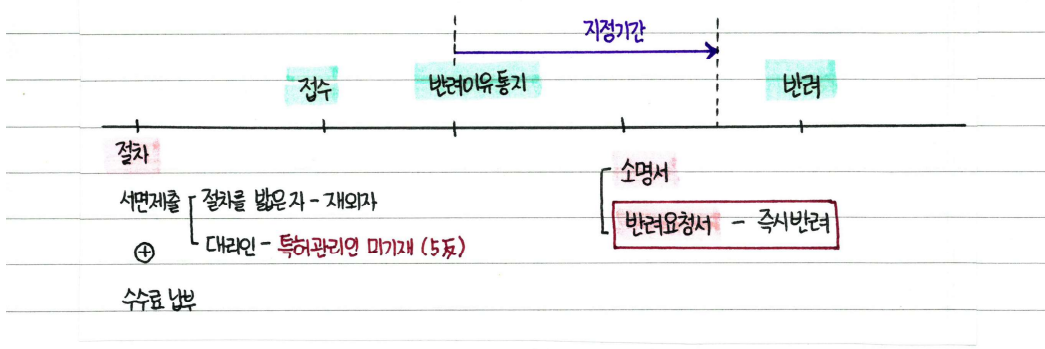 지정기간
접수 반려이유통지 반려
절차 소명서
서면제출 절차를 밟은 자 - 재외자
반려요청서 - 즉시반려
⊕ 대리인 - 특허관리인 미기재 (5反)
수수료 납부